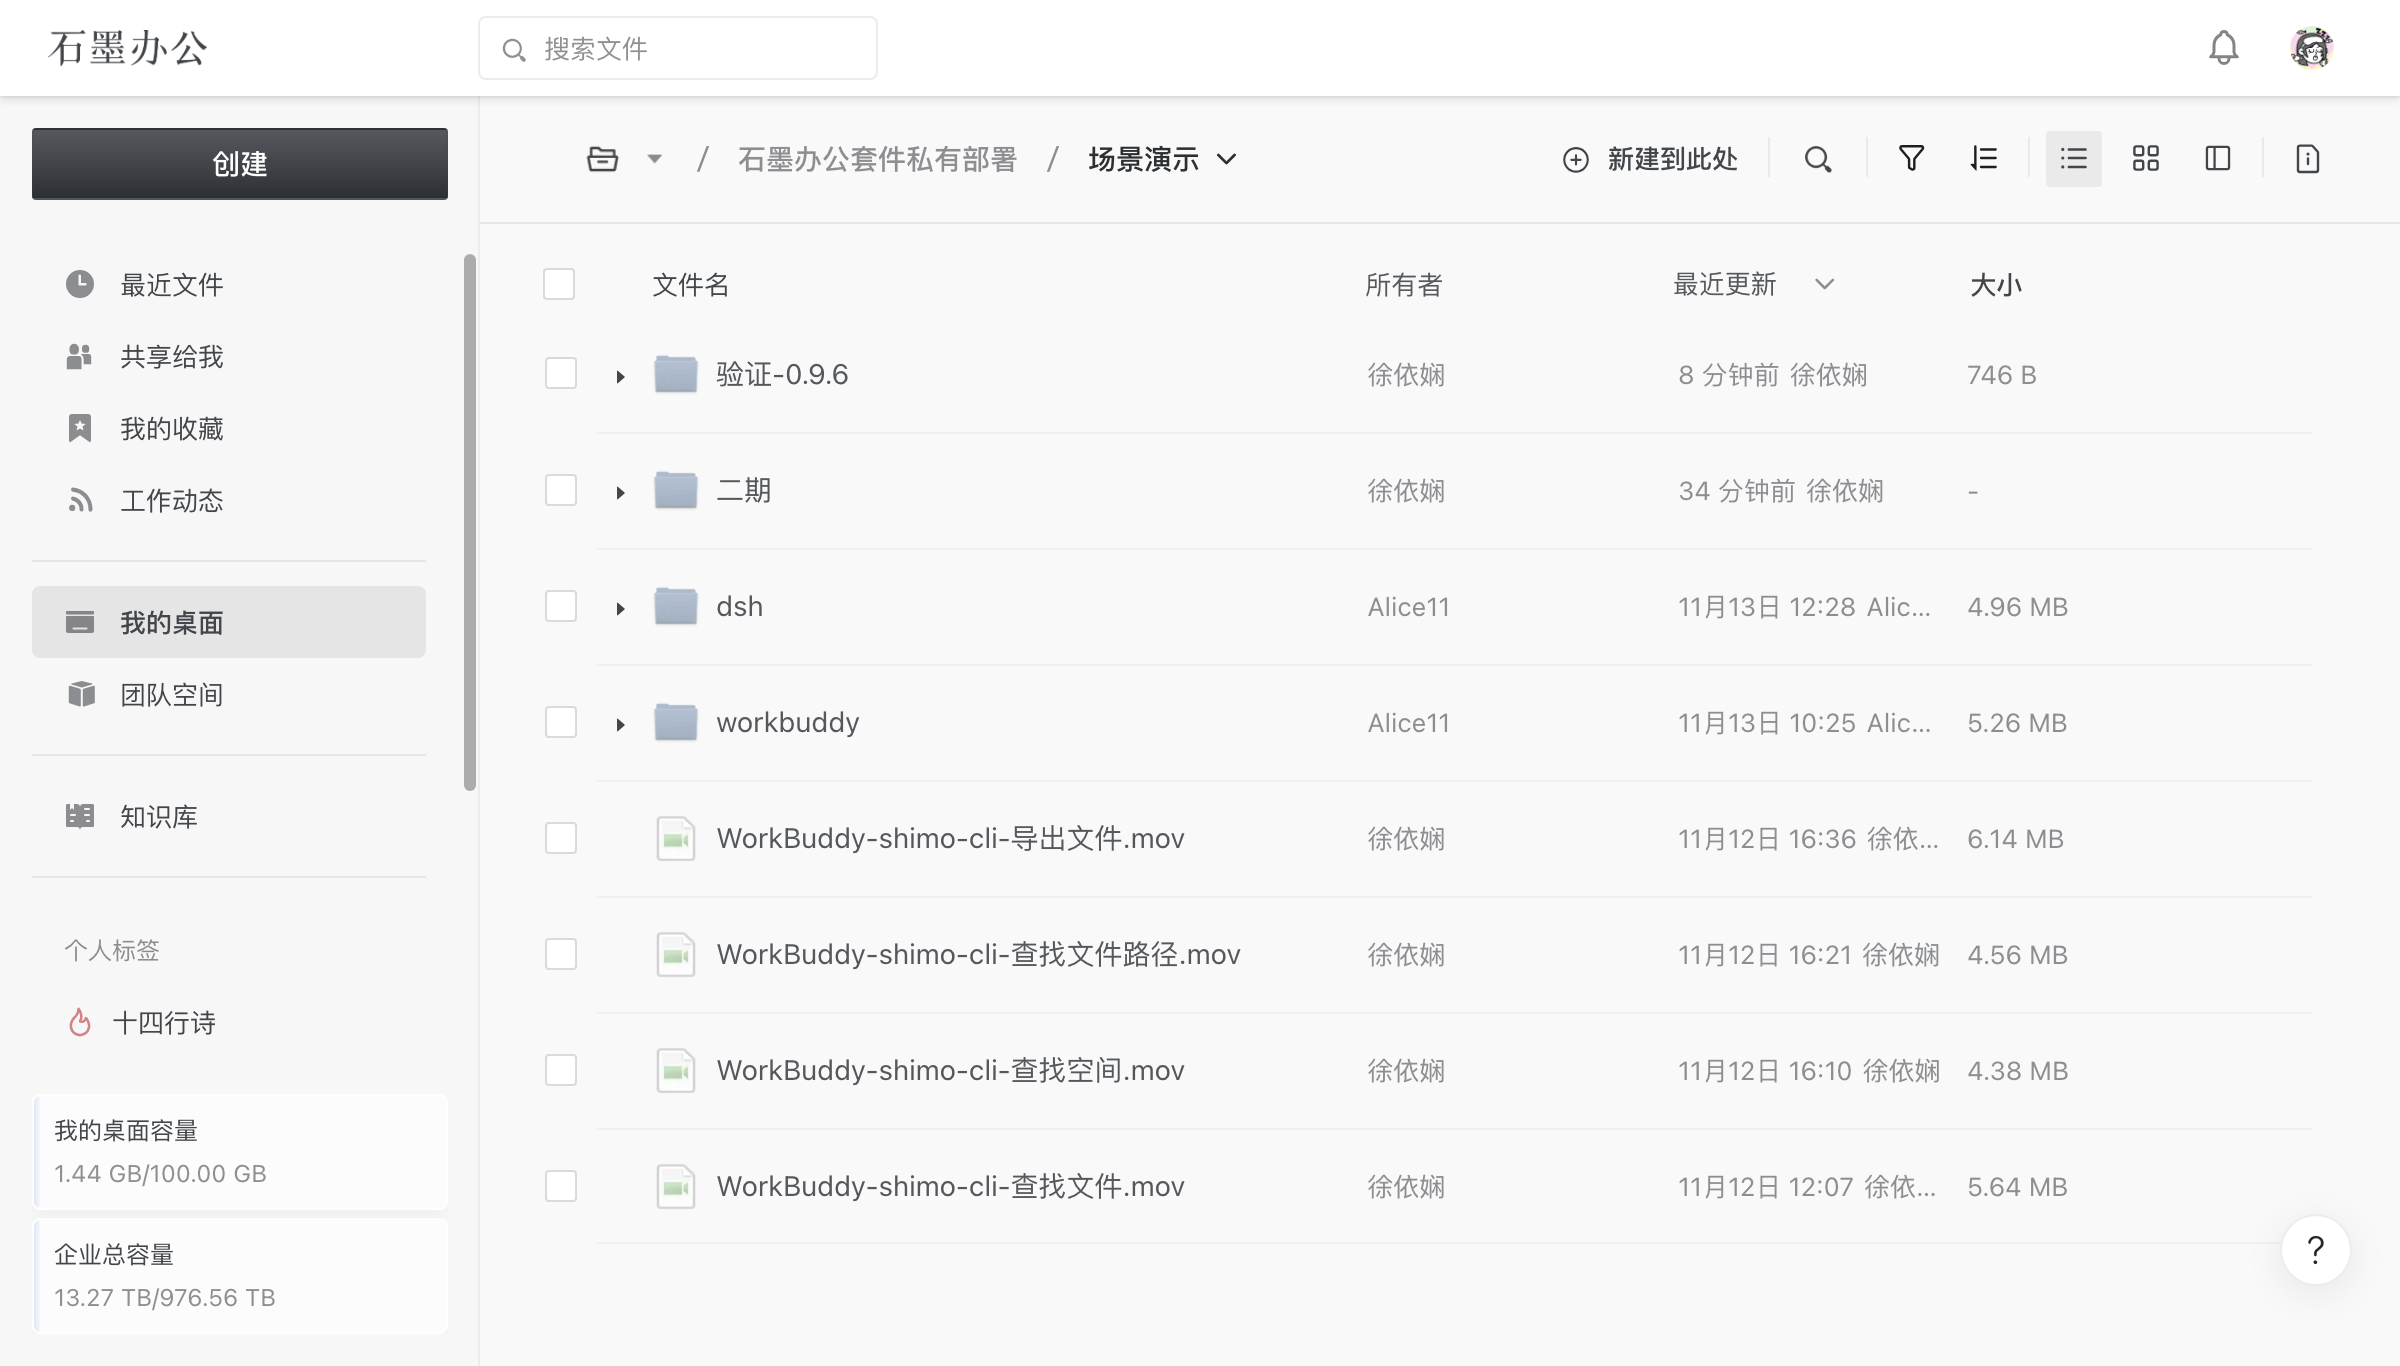 石墨办公
搜索文件
创建
最近文件
共享给我
我的收藏
工作动态
我的桌面
团队空间
知识库
个人标签
十四行诗
我的桌面容量
1.44 GB/100.00 GB
企业总容量
13.27 TB/976.56 TB
/ 石墨办公套件私有部署 / 场景演示
新建到此处
文件名 所有者 最近更新 大小
验证-0.9.6 徐依娴 8 分钟前 徐依娴 746 B
二期 徐依娴 34 分钟前 徐依娴 -
dsh Alice11 11月13日 12:28 Alic... 4.96 MB
workbuddy Alice11 11月13日 10:25 Alic... 5.26 MB
WorkBuddy-shimo-cli-导出文件.mov 徐依娴 11月12日 16:36 徐依... 6.14 MB
WorkBuddy-shimo-cli-查找文件路径.mov 徐依娴 11月12日 16:21 徐依娴 4.56 MB
WorkBuddy-shimo-cli-查找空间.mov 徐依娴 11月12日 16:10 徐依娴 4.38 MB
WorkBuddy-shimo-cli-查找文件.mov 徐依娴 11月12日 12:07 徐依... 5.64 MB
?